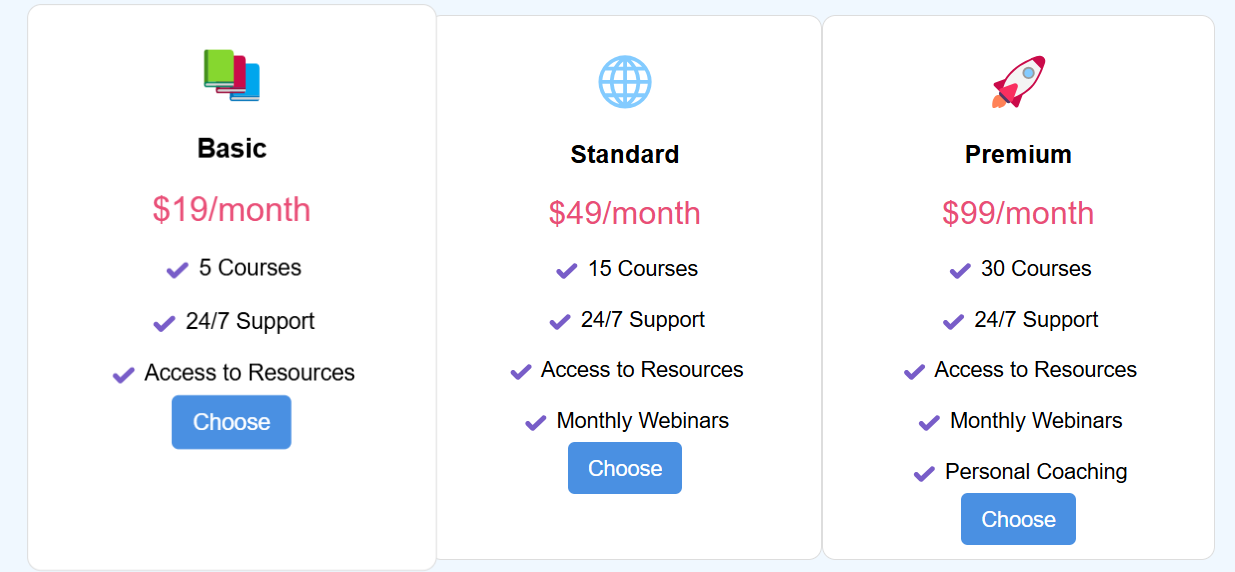 Basic
$19/month
✔ 5 Courses
✔ 24/7 Support
✔ Access to Resources
Choose
Standard
$49/month
✔ 15 Courses
✔ 24/7 Support
✔ Access to Resources
✔ Monthly Webinars
Choose
Premium
$99/month
✔ 30 Courses
✔ 24/7 Support
✔ Access to Resources
✔ Monthly Webinars
✔ Personal Coaching
Choose